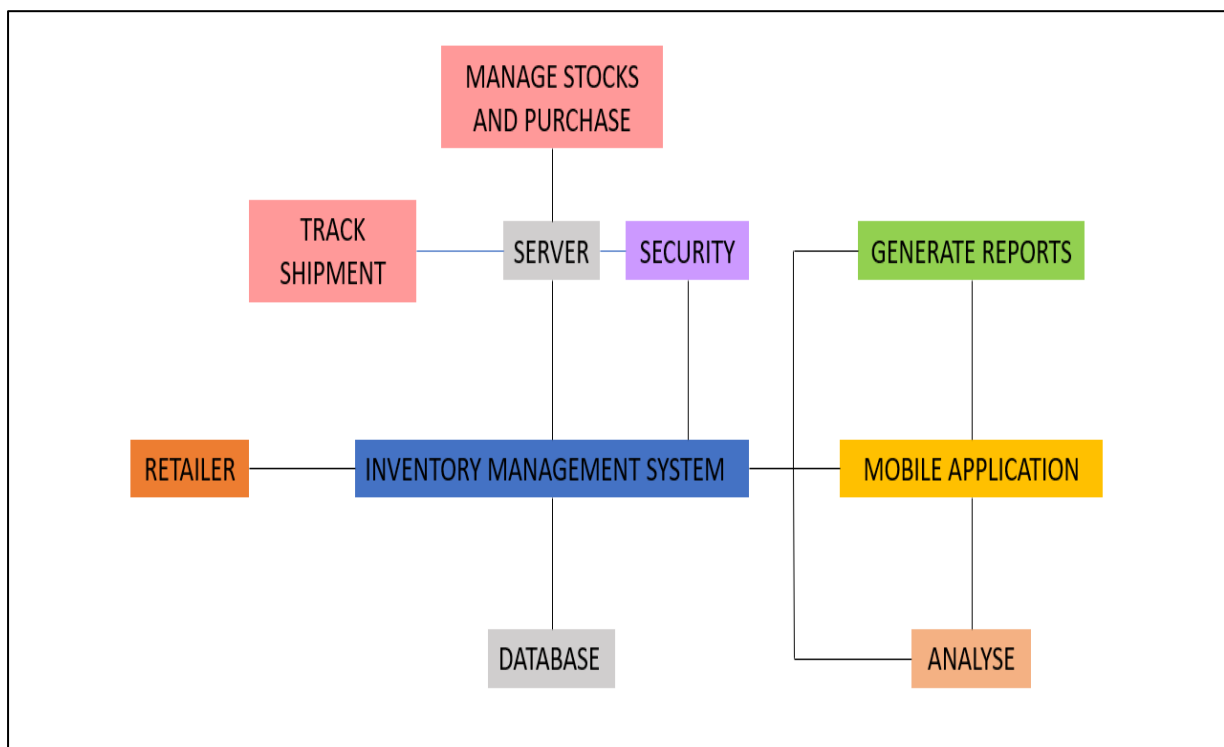 MANAGE STOCKS
AND PURCHASE
TRACK
SHIPMENT
SERVER
SECURITY
GENERATE REPORTS
RETAILER
INVENTORY MANAGEMENT SYSTEM
MOBILE APPLICATION
DATABASE
ANALYSE